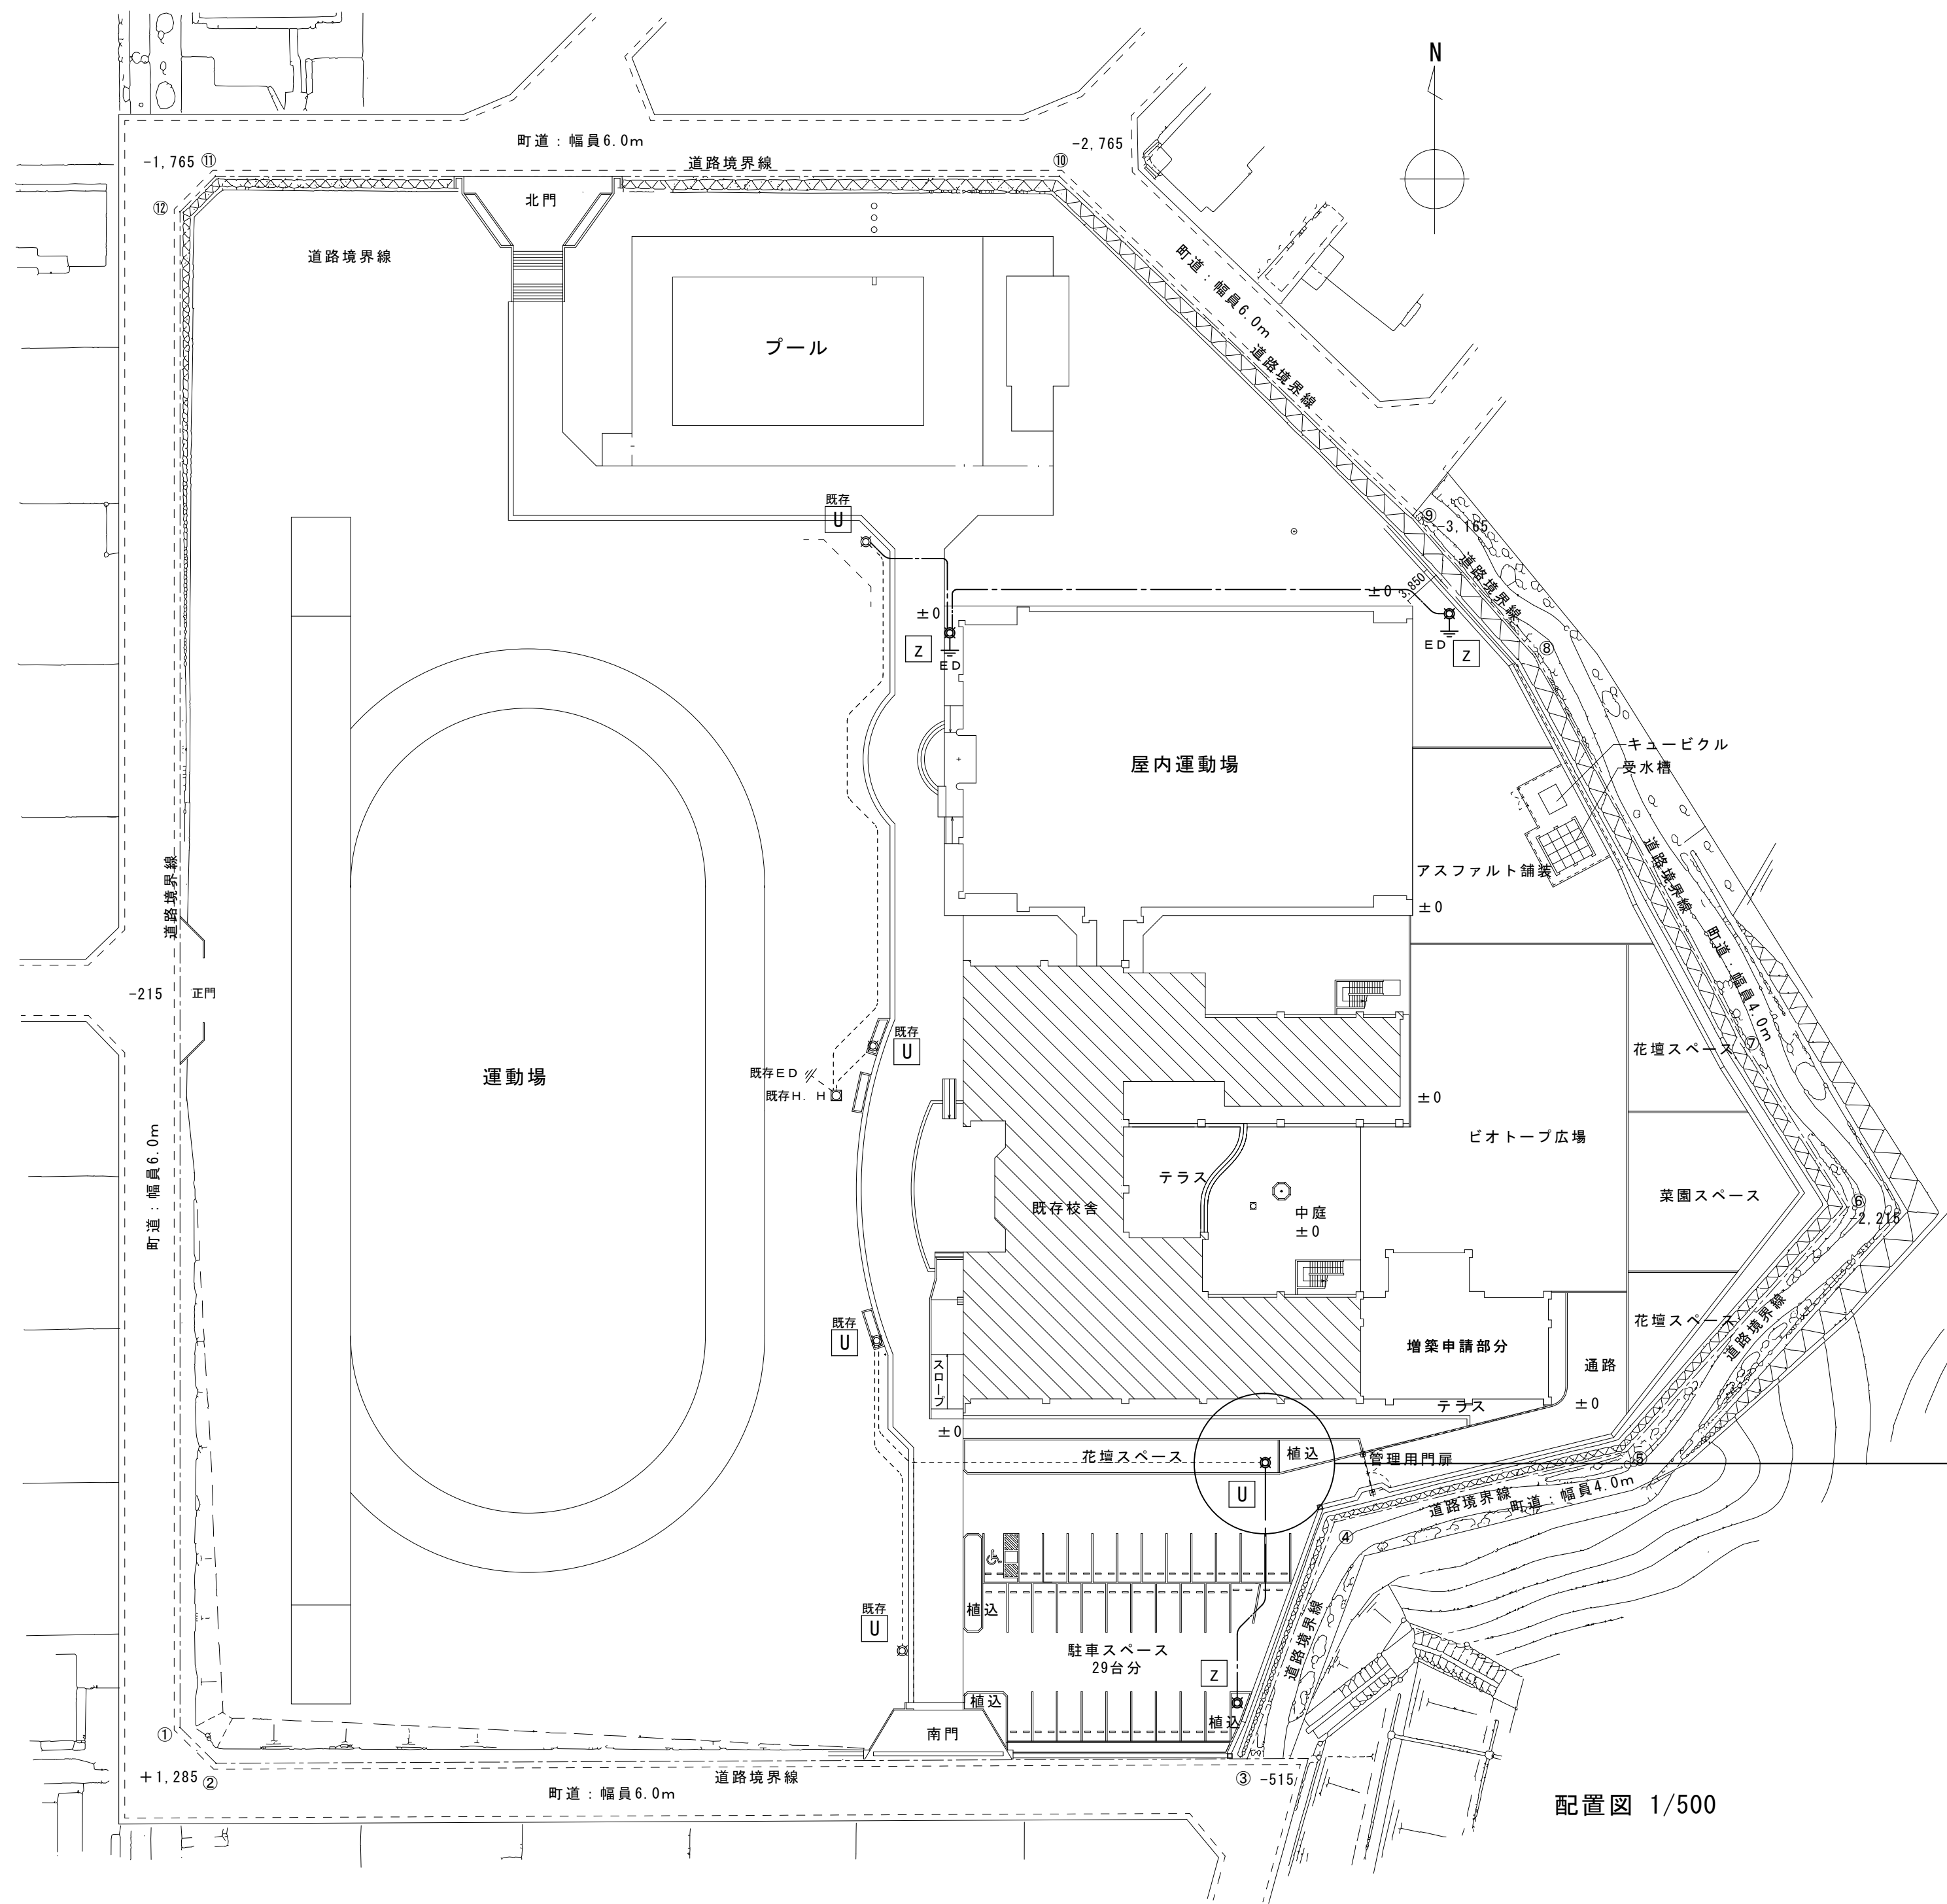 N
町道：幅員6.0m
-2,765
-1,765 ⑪
道路境界線
⑩
⑫
北門
道路境界線
町道：幅員6.0m
道路境界線
プール
既存
U
⑨
-3,165
道路境界線
±0
3,850
±0
ED
Z
Z
ED
⑧
キュービクル
受水槽
屋内運動場
道路境界線
アスファルト舗装
±0
道路境界線
町道：幅員4.0m
-215
正門
既存
U
花壇スペース
⑦
既存ED
既存H. H
運動場
±0
ビオトープ広場
町道：幅員6.0m
テラス
既存校舎
中庭
±0
菜園スペース
⑥
-2,215
既存
U
花壇スペース
道路境界線
増築申請部分
通路
スロープ
テラス
±0
±0
花壇スペース
植込
管理用門扉
⑤
U
道路境界線
町道：幅員4.0m
④
植込
既存
U
道路境界線
駐車スペース
29台分
Z
植込
植込
①
南門
+1,285 ②
道路境界線
③ -515
町道：幅員6.0m
配置図 1/500